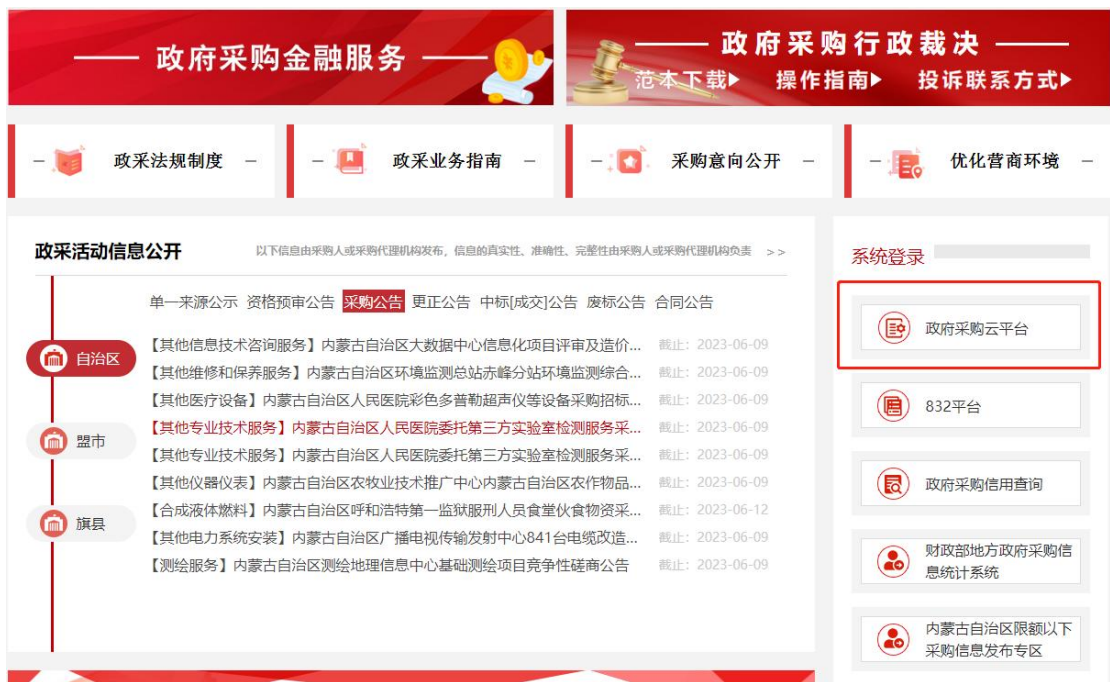 政府采购金融服务
政府采购行政裁决
范本下载 操作指南 投诉联系方式
政采法规制度
政采业务指南
采购意向公开
优化营商环境
政采活动信息公开
以下信息由采购人或采购代理机构发布，信息的真实性、准确性、完整性由采购人或采购代理机构负责 >>
单一来源公示 资格预审公告 采购公告 更正公告 中标[成交]公告 废标公告 合同公告
自治区
盟市
旗县
【其他信息技术咨询服务】内蒙古自治区大数据中心信息化项目评审及造价... 截止：2023-06-09
【其他维修和保养服务】内蒙古自治区环境监测总站赤峰分站环境监测综合... 截止：2023-06-09
【其他医疗设备】内蒙古自治区人民医院彩色多普勒超声仪等设备采购招标... 截止：2023-06-09
【其他专业技术服务】内蒙古自治区人民医院委托第三方实验室检测服务采... 截止：2023-06-09
【其他专业技术服务】内蒙古自治区人民医院委托第三方实验室检测服务采... 截止：2023-06-09
【其他仪器仪表】内蒙古自治区农牧业技术推广中心内蒙古自治区农作物品... 截止：2023-06-09
【合成液体燃料】内蒙古自治区呼和浩特第一监狱服刑人员食堂伙食物资采... 截止：2023-06-12
【其他电力系统安装】内蒙古自治区广播电视传输发射中心841台电缆改造... 截止：2023-06-09
【测绘服务】内蒙古自治区测绘地理信息中心基础测绘项目竞争性磋商公告 截止：2023-06-09
系统登录
政府采购云平台
832平台
政府采购信用查询
财政部地方政府采购信
息统计系统
内蒙古自治区限额以下
采购信息发布专区